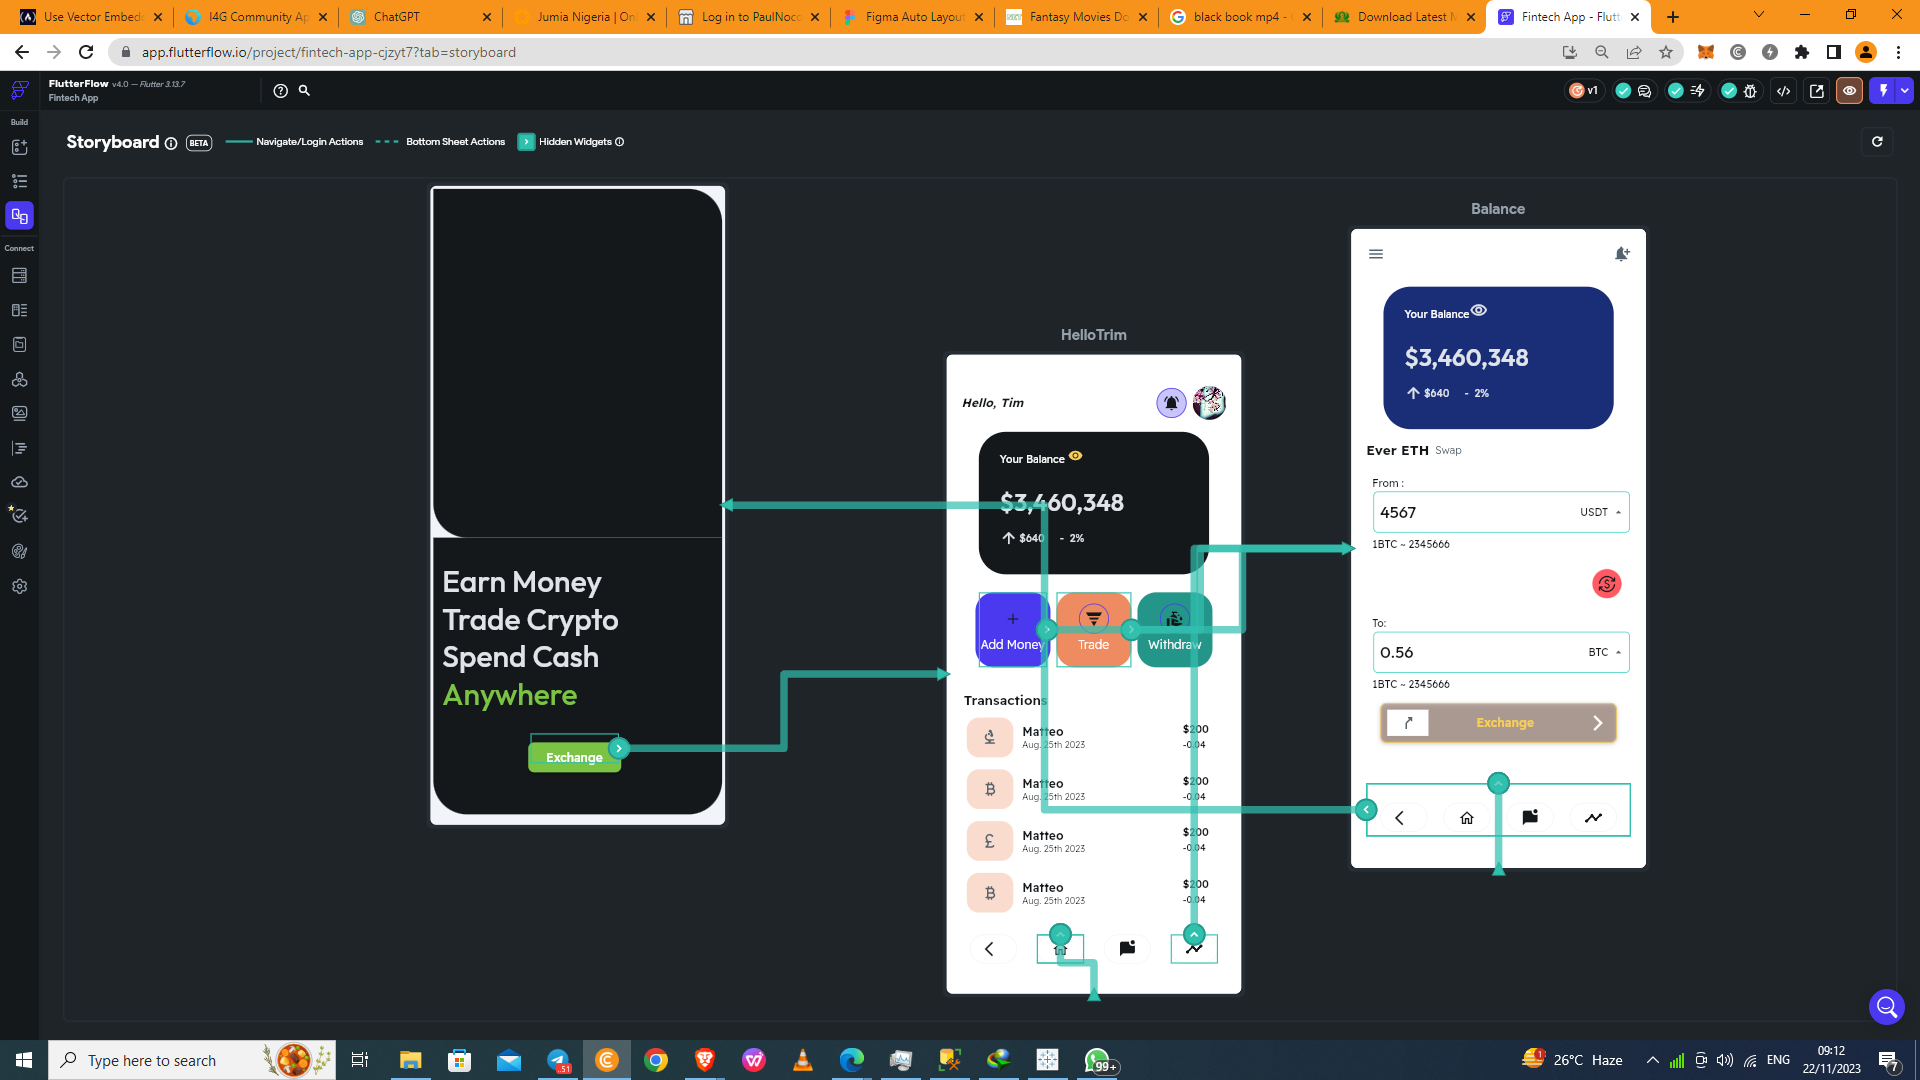 Use Vector Embed
I4G Community Ap
ChatGPT
Jumia Nigeria | On
Log in to PaulNocc
Figma Auto Layout
Fantasy Movies Do
black book mp4 -
Download Latest M
Fintech App - Flutt
app.flutterflow.io/project/fintech-app-cjzyt7?tab=storyboard
FlutterFlow v4.0 — Flutter 3.13.7
Fintech App
v1
Build
Connect
Storyboard BETA Navigate/Login Actions Bottom Sheet Actions Hidden Widgets
Earn Money
Trade Crypto
Spend Cash
Anywhere
Exchange
HelloTrim
Hello, Tim
Your Balance
$3,460,348
$640 - 2%
Add Money Trade Withdraw
Transactions
Matteo $200
Aug. 25th 2023 -0.04
Matteo $200
Aug. 25th 2023 -0.04
Matteo $200
Aug. 25th 2023 -0.04
Matteo $200
Aug. 25th 2023 -0.04
Balance
Your Balance
$3,460,348
$640 - 2%
Ever ETH Swap
From :
4567 USDT
1BTC ~ 2345666
To:
0.56 BTC
1BTC ~ 2345666
Exchange
Type here to search
51
99+
1
26°C Haze
ENG
09:12
22/11/2023
7